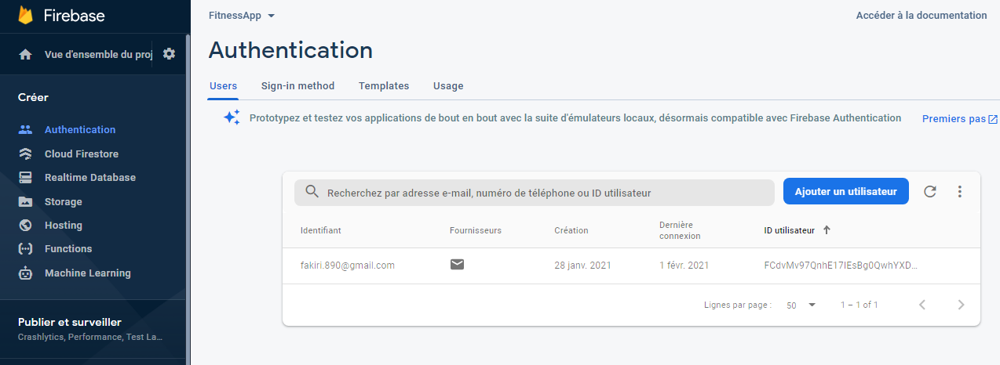 Firebase
Vue d'ensemble du proj
Créer
Authentication
Cloud Firestore
Realtime Database
Storage
Hosting
Functions
Machine Learning
Publier et surveiller
Crashlytics, Performance, Test La...
FitnessApp
Accéder à la documentation
Authentication
Users Sign-in method Templates Usage
Prototypez et testez vos applications de bout en bout avec la suite d'émulateurs locaux, désormais compatible avec Firebase Authentication Premiers pas
Recherchez par adresse e-mail, numéro de téléphone ou ID utilisateur
Ajouter un utilisateur
Identifiant Fournisseurs Création Dernière connexion ID utilisateur
fakiri.890@gmail.com 28 janv. 2021 1 févr. 2021 FCdvMv97QnhE17IEsBg0QwhYXD...
Lignes par page : 50 1 – 1 of 1